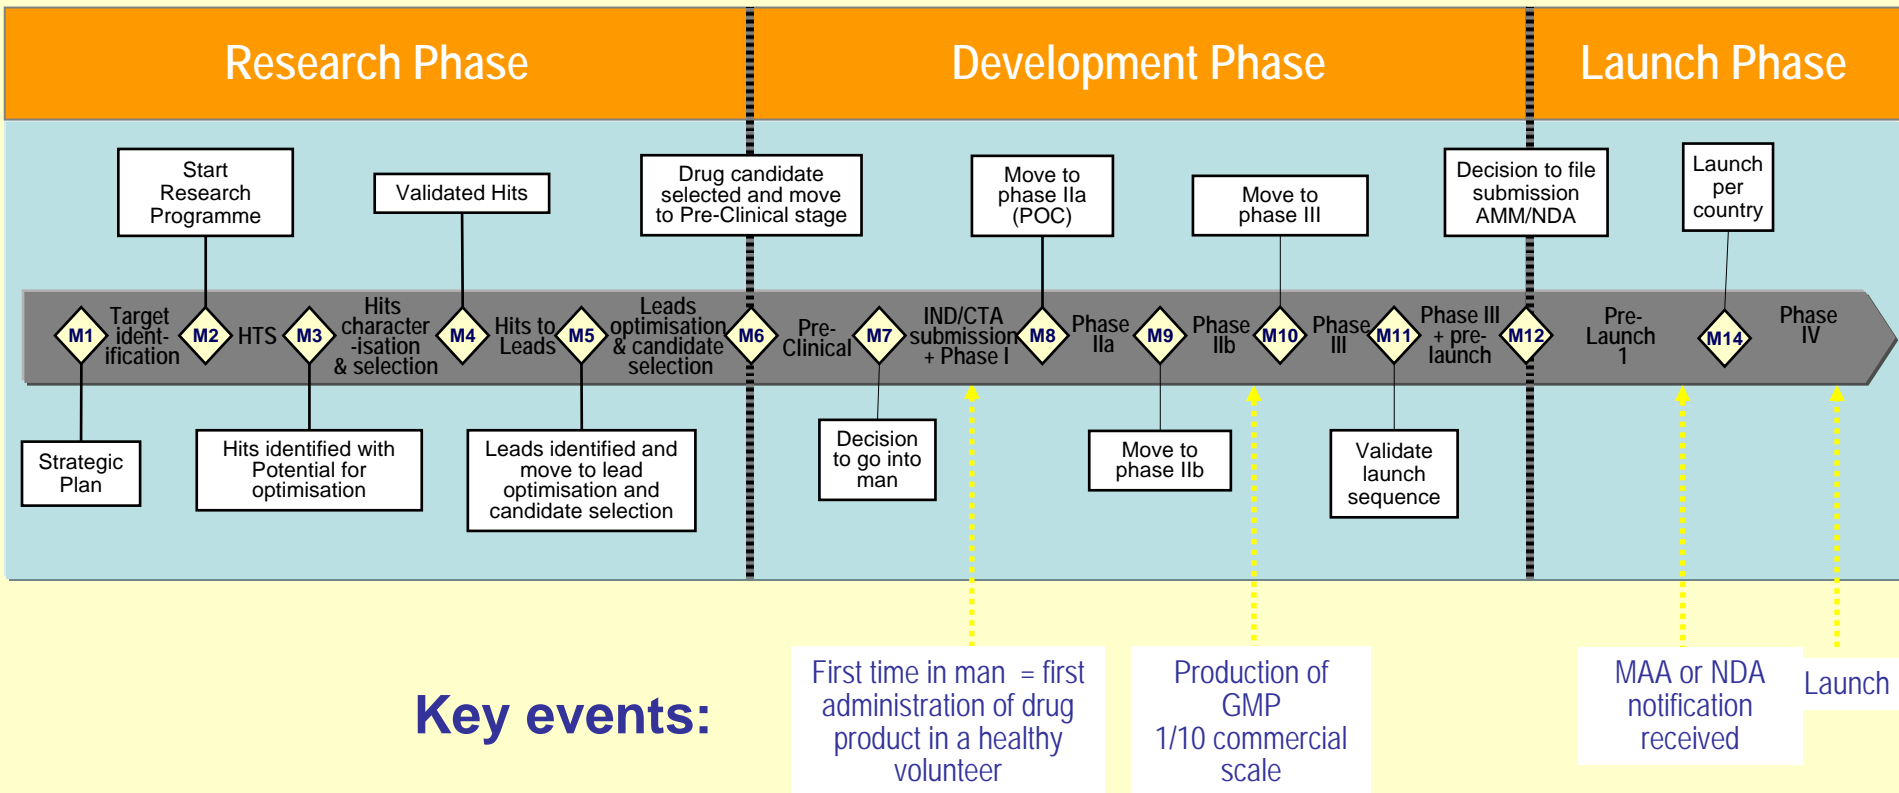 Research Phase
Development Phase
Launch Phase
Start
Research
Programme
Validated Hits
Drug candidate
selected and move
to Pre-Clinical stage
Move to
phase IIa
(POC)
Move to
phase III
Decision to file
submission
AMM/NDA
Launch
per
country
M1
Target
ident-
ification
M2
HTS
M3
Hits
character
-isation
& selection
M4
Hits to
Leads
M5
Leads
optimisation
& candidate
selection
M6
Pre-
Clinical
M7
IND/CTA
submission
+ Phase I
M8
Phase
IIa
M9
Phase
IIb
M10
Phase
III
M11
Phase III
+ pre-
launch
M12
Pre-
Launch
1
M14
Phase
IV
Strategic
Plan
Hits identified with
Potential for
optimisation
Leads identified and
move to lead
optimisation and
candidate selection
Decision
to go into
man
Move to
phase IIb
Validate
launch
sequence
Key events:
First time in man = first
administration of drug
product in a healthy
volunteer
Production of
GMP
1/10 commercial
scale
MAA or NDA
notification
received
Launch